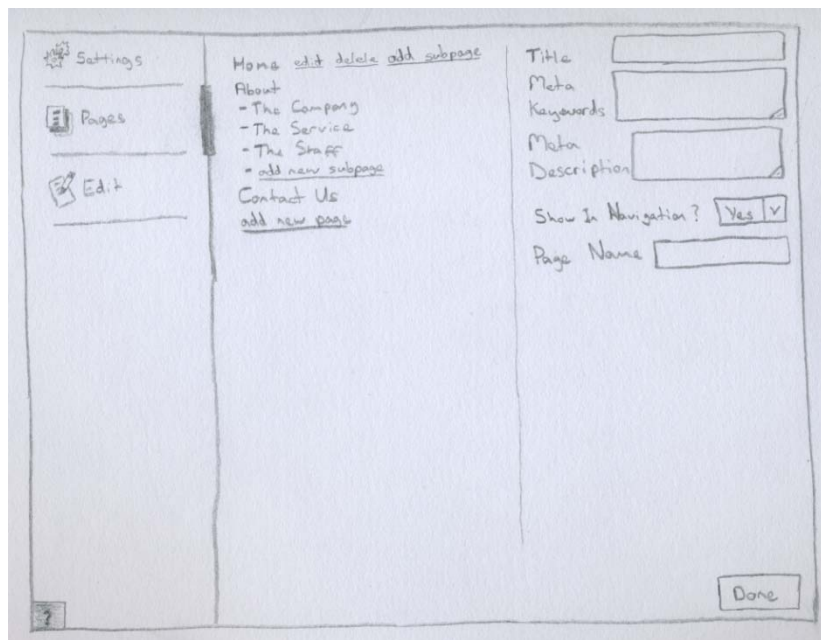 Settings
Pages
Edit
?
Home edit delete add subpage
About
- The Company
- The Service
- The Staff
- add new subpage
Contact Us
add new page
Title
Meta
Keywords
Meta
Description
Show In Navigation? Yes
Page Name
Done